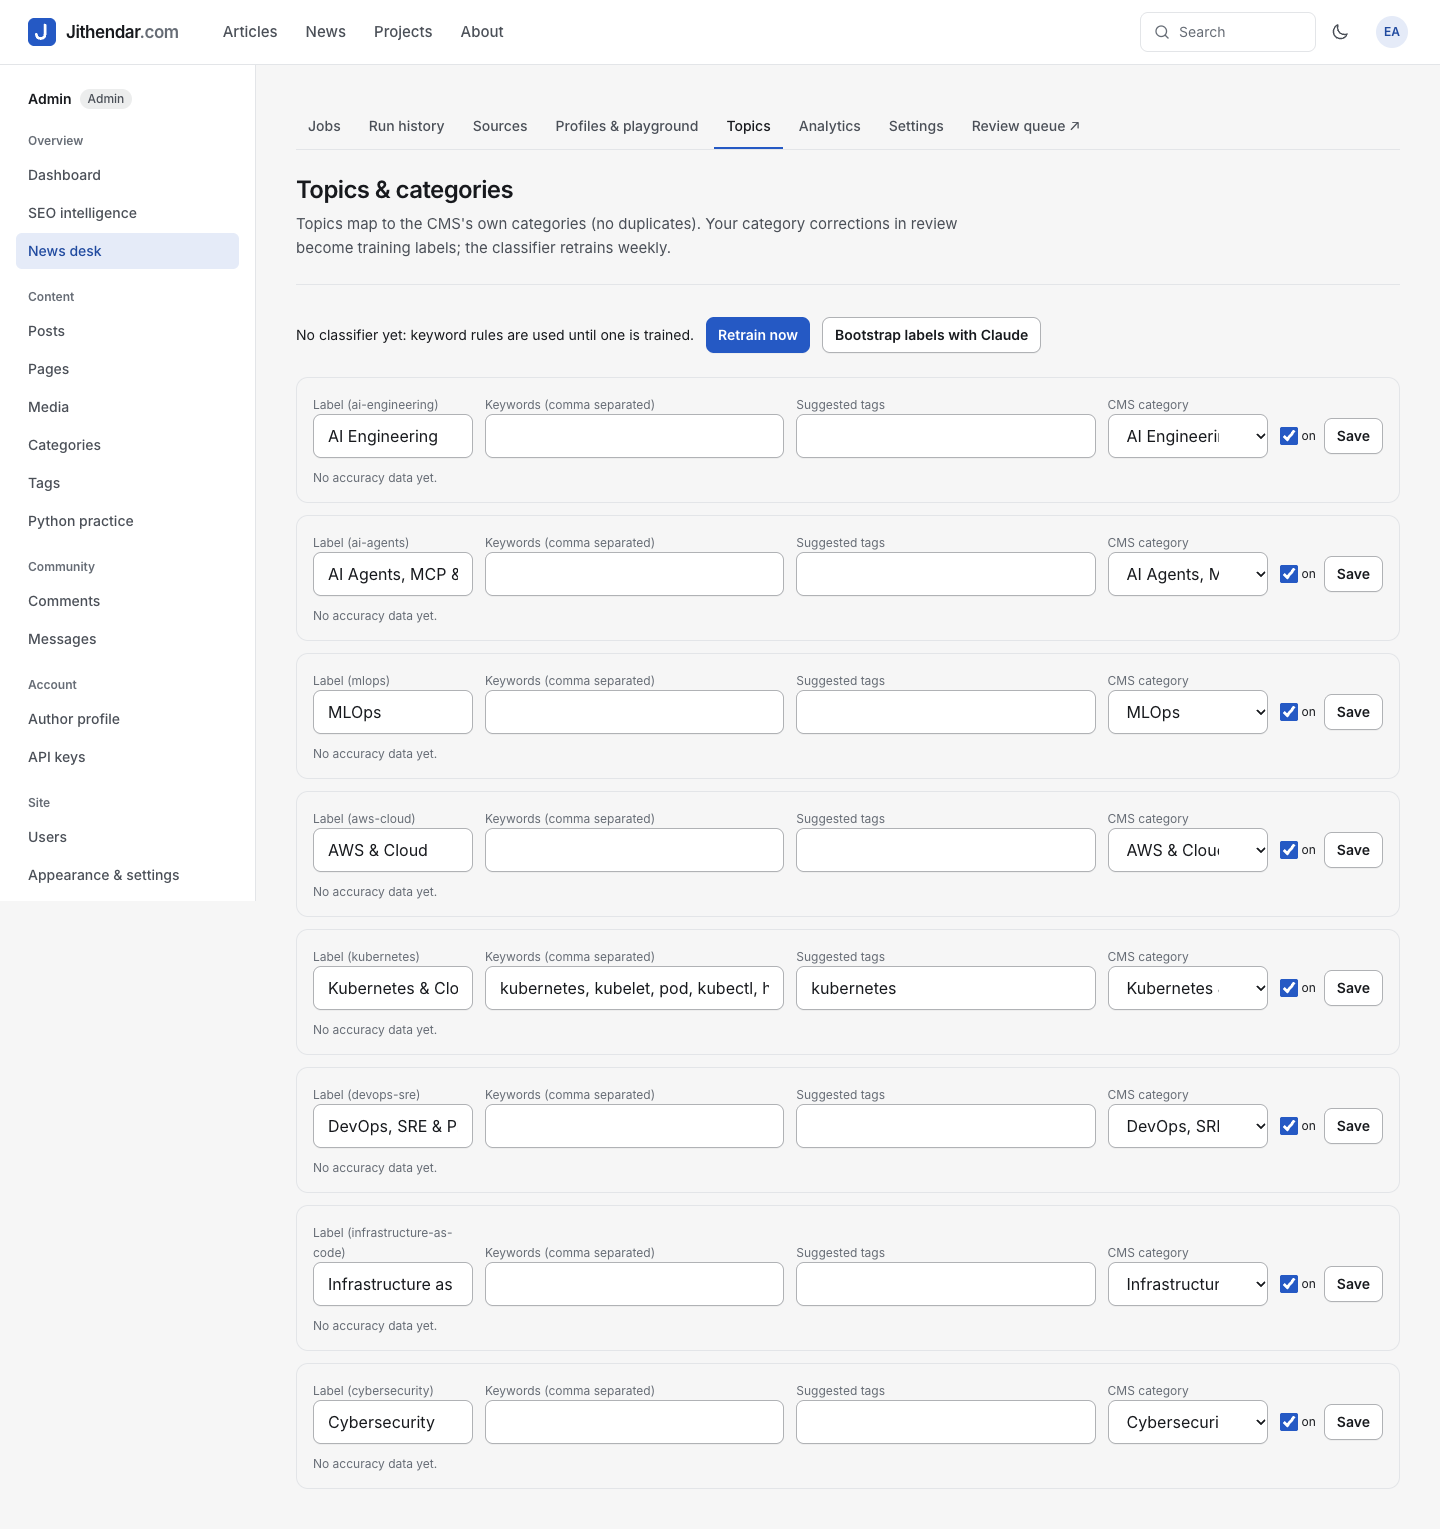 J Jithendar.com Articles News Projects About Search EA
Admin Admin
Overview
Dashboard
SEO intelligence
News desk
Content
Posts
Pages
Media
Categories
Tags
Python practice
Community
Comments
Messages
Account
Author profile
API keys
Site
Users
Appearance & settings
Jobs Run history Sources Profiles & playground Topics Analytics Settings Review queue ↗
Topics & categories
Topics map to the CMS's own categories (no duplicates). Your category corrections in review
become training labels; the classifier retrains weekly.
No classifier yet: keyword rules are used until one is trained. Retrain now Bootstrap labels with Claude
Label (ai-engineering) Keywords (comma separated) Suggested tags CMS category
AI Engineering AI Engineeri on Save
No accuracy data yet.
Label (ai-agents) Keywords (comma separated) Suggested tags CMS category
AI Agents, MCP & AI Agents, M on Save
No accuracy data yet.
Label (mlops) Keywords (comma separated) Suggested tags CMS category
MLOps MLOps on Save
No accuracy data yet.
Label (aws-cloud) Keywords (comma separated) Suggested tags CMS category
AWS & Cloud AWS & Clou on Save
No accuracy data yet.
Label (kubernetes) Keywords (comma separated) Suggested tags CMS category
Kubernetes & Clo kubernetes, kubelet, pod, kubectl, h kubernetes Kubernetes on Save
No accuracy data yet.
Label (devops-sre) Keywords (comma separated) Suggested tags CMS category
DevOps, SRE & P DevOps, SRI on Save
No accuracy data yet.
Label (infrastructure-as-
code) Keywords (comma separated) Suggested tags CMS category
Infrastructure as Infrastructur on Save
No accuracy data yet.
Label (cybersecurity) Keywords (comma separated) Suggested tags CMS category
Cybersecurity Cybersecuri on Save
No accuracy data yet.